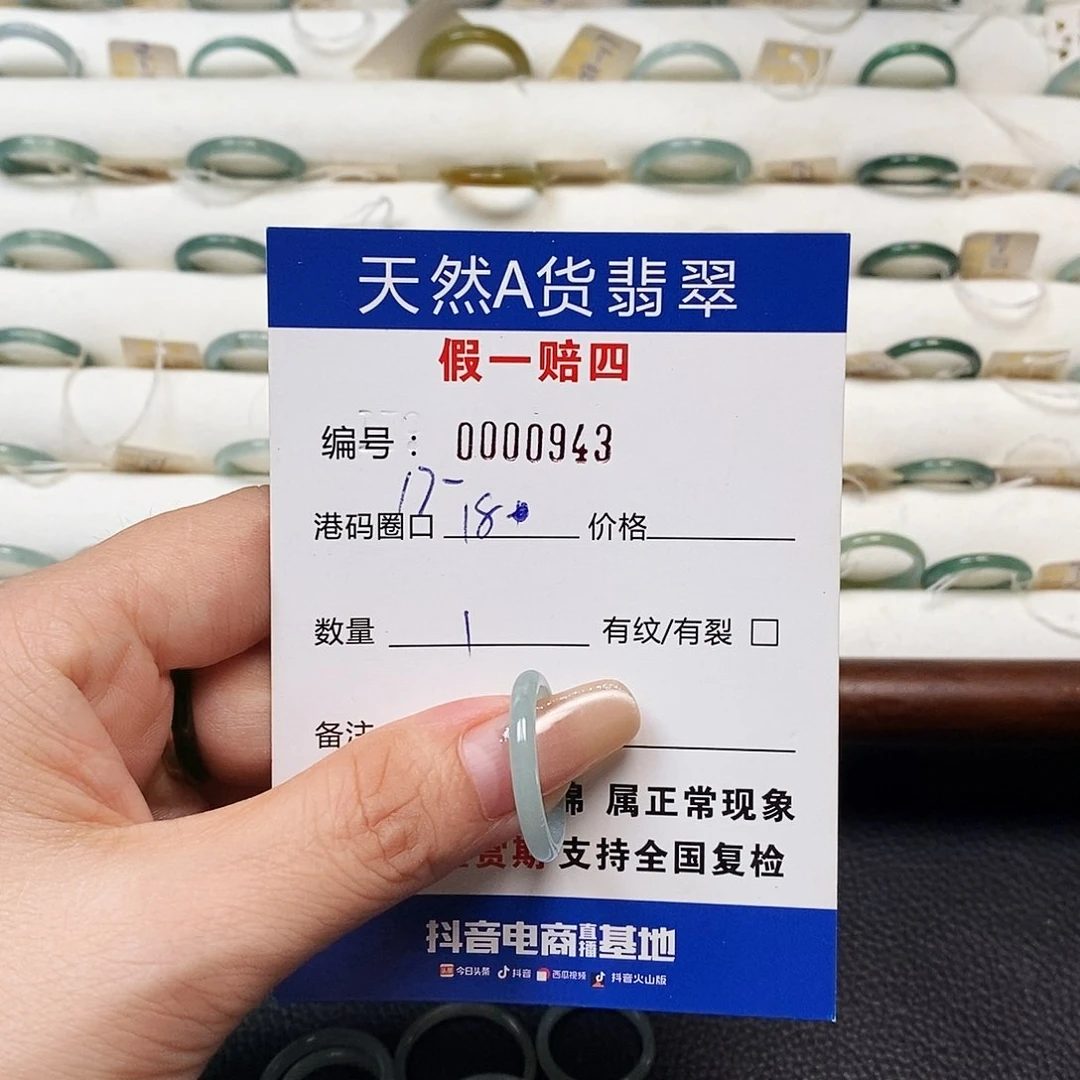 天然A货翡翠
假一赔四
编号： 0000943
17-
港码圈口 18 价格
数量 1 有纹/有裂 □
备注
棉 属正常现象
货期 支持全国复检
抖音电商直播基地
今日头条 抖音 西瓜视频 抖音火山版